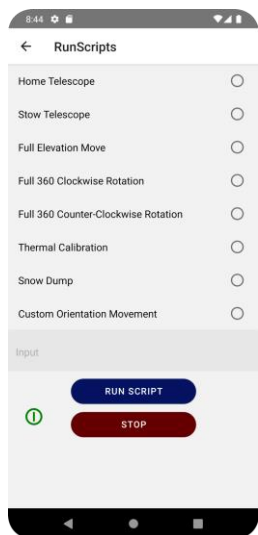 8:44
RunScripts
Home Telescope
Stow Telescope
Full Elevation Move
Full 360 Clockwise Rotation
Full 360 Counter-Clockwise Rotation
Thermal Calibration
Snow Dump
Custom Orientation Movement
Input
RUN SCRIPT
STOP